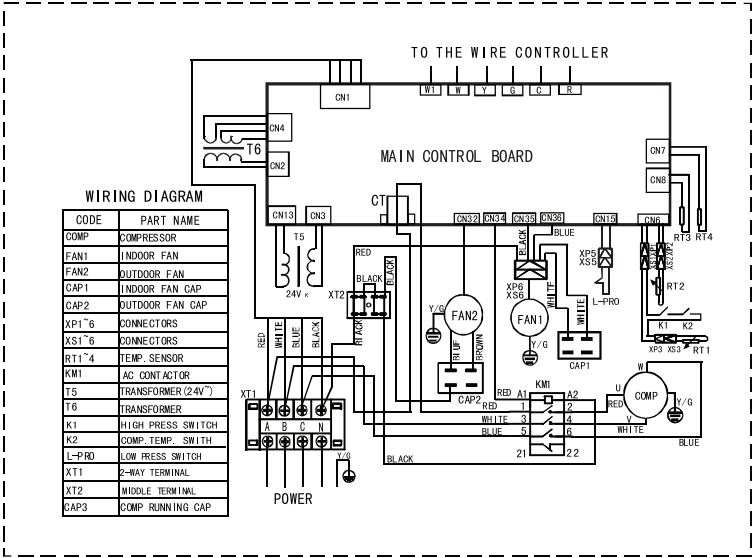 TO THE WIRE CONTROLLER
CN1
W1 W Y G C R
CN4
T6
CN2
MAIN CONTROL BOARD
CN7
CN8
CT
CN13 CN3
CN32 CN34 CN35 CN36 CN15 CN6
RT3 RT4
WIRING DIAGRAM
CODE PART NAME
COMP COMPRESSOR
FAN1 INDOOR FAN
FAN2 OUTDOOR FAN
CAP1 INDOOR FAN CAP
CAP2 OUTDOOR FAN CAP
XP1~6 CONNECTORS
XS1~6 CONNECTORS
RT1~4 TEMP. SENSOR
KM1 AC CONTACTOR
T5 TRANSFORMER(24V~)
T6 TRANSFORMER
K1 HIGH PRESS SWITCH
K2 COMP. TEMP. SWITH
L-PRO LOW PRESS SWITCH
XT1 2-WAY TERMINAL
XT2 MIDDLE TERMINAL
CAP3 COMP RUNNING CAP
T5
24V
RED
BLACK
BLACK
XT2
BLACK
RED
WHITE
BLUE
BLACK
BLACK
BLUE
WHITE
WHITE
XP5
XS5
L-PRO
XP6
XS6
XS1XP1
XS2XP2
RT2
K1 K2
XP3 XS3 RT1
Y/G
FAN2
BROWN
CAP2
FAN1
Y/G
CAP1
XT1
A B C N
Y/G
POWER
BLACK
KM1
RED A1 A2
RED 1 2
WHITE 3 4
BLUE 5 6
21 22
W
U
COMP
Y/G
RED
V
WHITE
BLUE